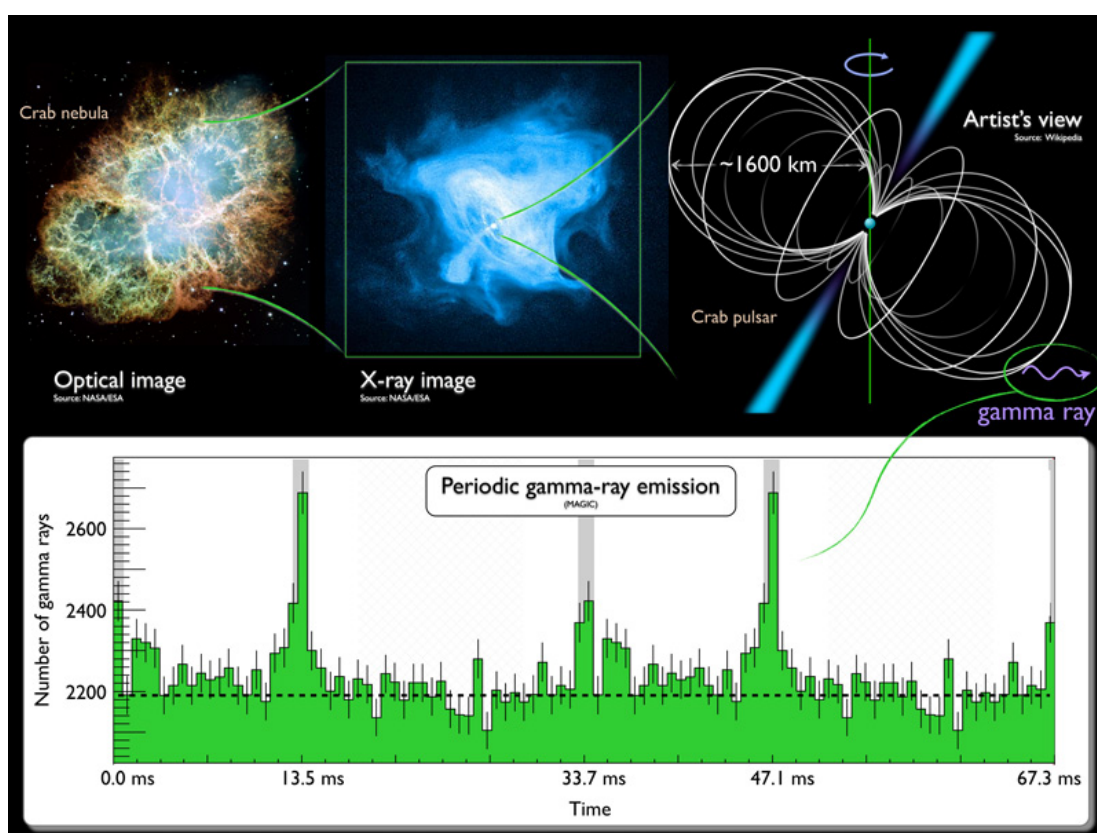 Crab nebula
Optical image
Source: NASA/ESA
X-ray image
Source: NASA/ESA
Artist's view
Source: Wikipedia
~1600 km
Crab pulsar
gamma ray
Periodic gamma-ray emission
(MAGIC)
Number of gamma rays
2600
2400
2200
0.0 ms
13.5 ms
33.7 ms
47.1 ms
67.3 ms
Time